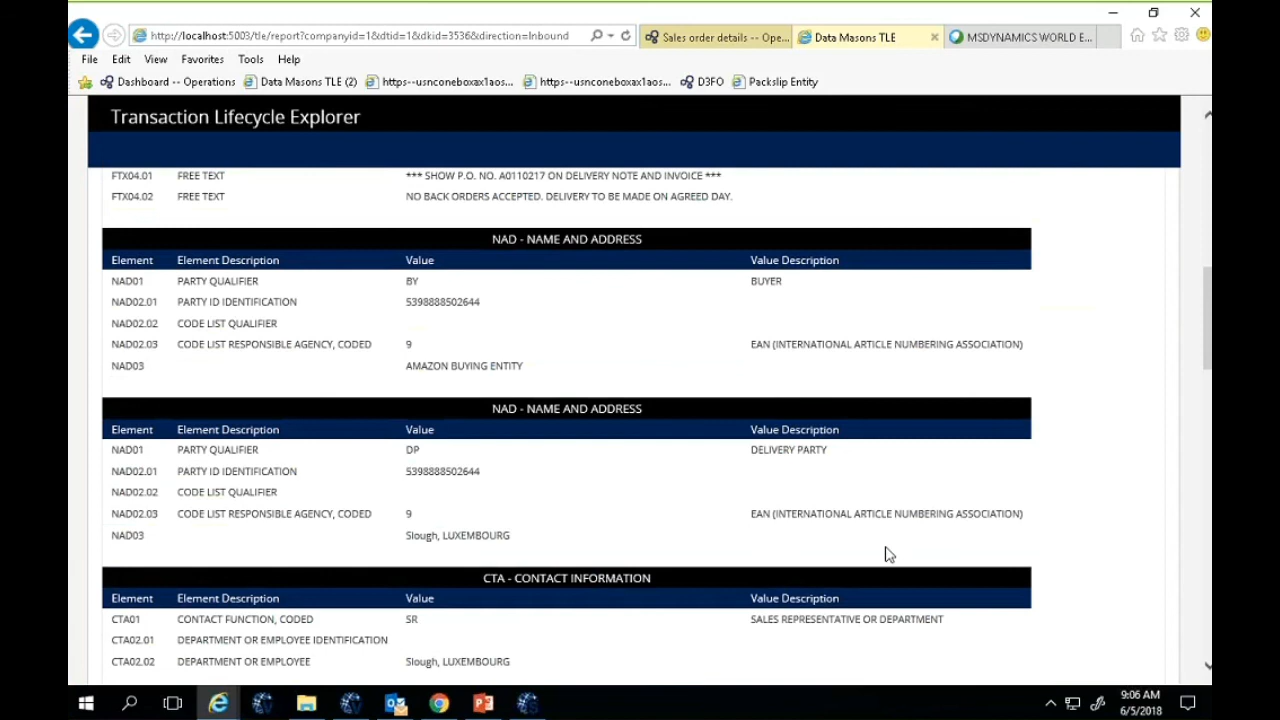 http://localhost:5003/tle/report?companyid=1&dtid=1&dkid=3536&direction=Inbound
Sales order details -- Ope...
Data Masons TLE
MSDYNAMICS WORLD E...
File Edit View Favorites Tools Help
Dashboard -- Operations Data Masons TLE (2) https--usnconeboxax1aos... https--usnconeboxax1aos... D3FO Packslip Entity
Transaction Lifecycle Explorer
FTX04.01 FREE TEXT *** SHOW P.O. NO. A0110217 ON DELIVERY NOTE AND INVOICE ***
FTX04.02 FREE TEXT NO BACK ORDERS ACCEPTED. DELIVERY TO BE MADE ON AGREED DAY.
NAD - NAME AND ADDRESS
Element Element Description Value Value Description
NAD01 PARTY QUALIFIER BY BUYER
NAD02.01 PARTY ID IDENTIFICATION 5398888502644
NAD02.02 CODE LIST QUALIFIER
NAD02.03 CODE LIST RESPONSIBLE AGENCY, CODED 9 EAN (INTERNATIONAL ARTICLE NUMBERING ASSOCIATION)
NAD03 AMAZON BUYING ENTITY
NAD - NAME AND ADDRESS
Element Element Description Value Value Description
NAD01 PARTY QUALIFIER DP DELIVERY PARTY
NAD02.01 PARTY ID IDENTIFICATION 5398888502644
NAD02.02 CODE LIST QUALIFIER
NAD02.03 CODE LIST RESPONSIBLE AGENCY, CODED 9 EAN (INTERNATIONAL ARTICLE NUMBERING ASSOCIATION)
NAD03 Slough, LUXEMBOURG
CTA - CONTACT INFORMATION
Element Element Description Value Value Description
CTA01 CONTACT FUNCTION, CODED SR SALES REPRESENTATIVE OR DEPARTMENT
CTA02.01 DEPARTMENT OR EMPLOYEE IDENTIFICATION
CTA02.02 DEPARTMENT OR EMPLOYEE Slough, LUXEMBOURG
9:06 AM
6/5/2018